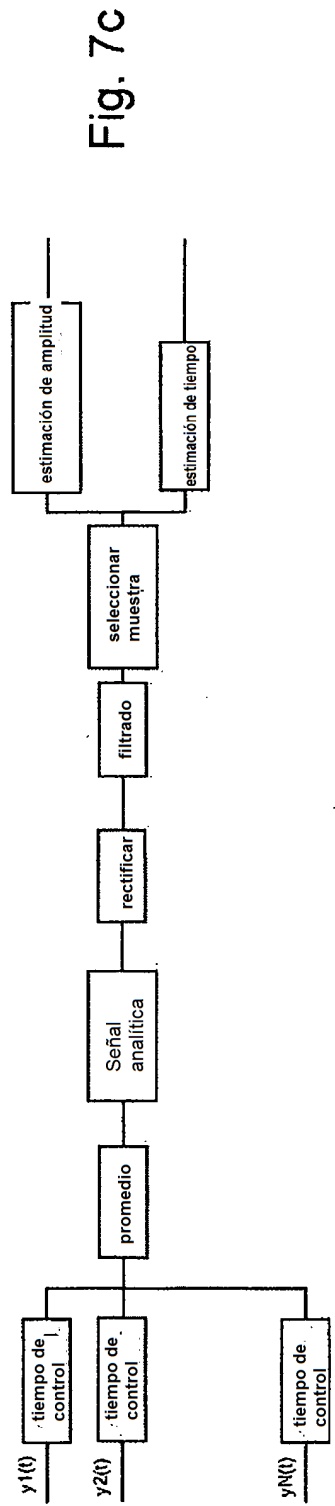 Fig. 7c
y1(t)
tiempo de
control
y2(t)
tiempo de
control
yN(t)
tiempo de
control
promedio
Señal
analítica
rectificar
filtrado
seleccionar
muestra
estimación de amplitud
estimación de tiempo